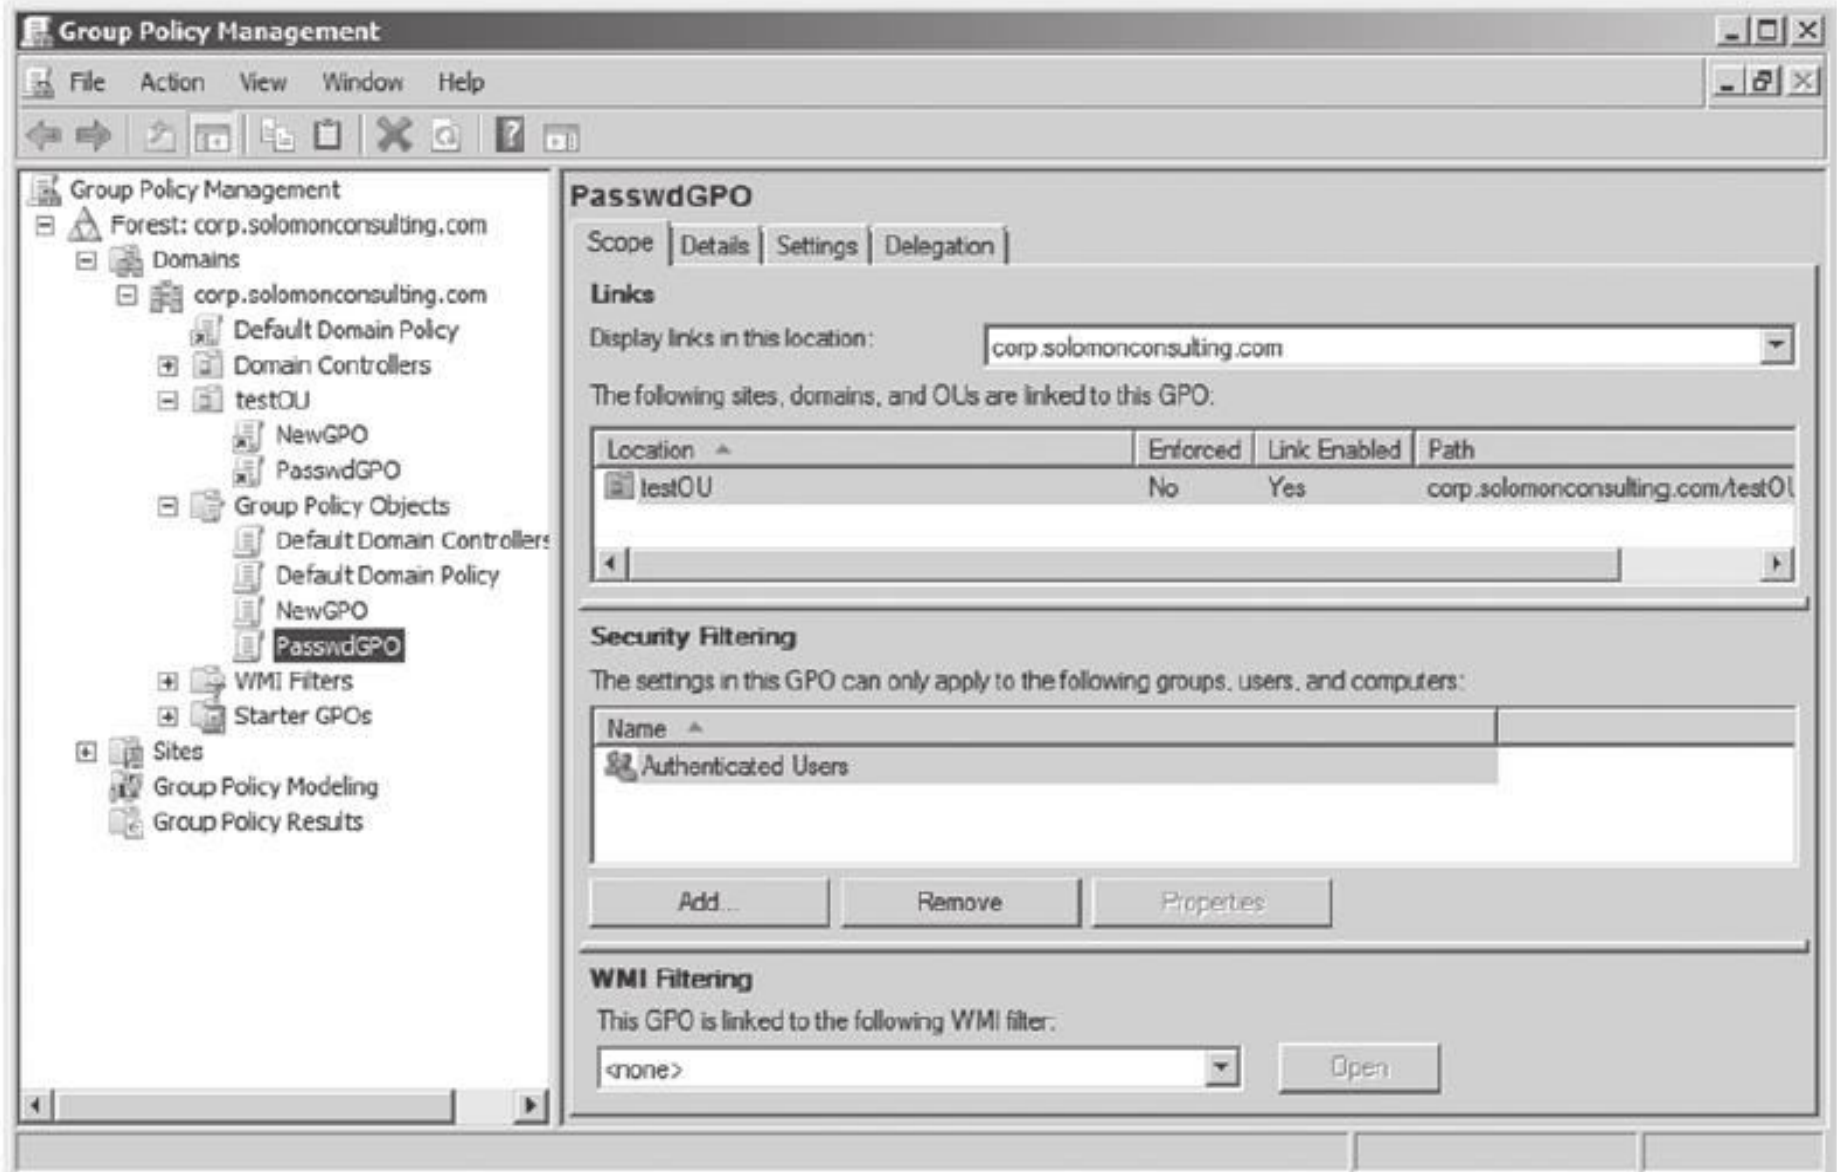 Group Policy Management
File Action View Window Help
Group Policy Management
Forest: corp.solomonconsulting.com
Domains
corp.solomonconsulting.com
Default Domain Policy
Domain Controllers
testOU
NewGPO
PasswdGPO
Group Policy Objects
Default Domain Controllers
Default Domain Policy
NewGPO
PasswdGPO
WMI Filters
Starter GPOs
Sites
Group Policy Modeling
Group Policy Results
PasswdGPO
Scope Details Settings Delegation
Links
Display links in this location: corp.solomonconsulting.com
The following sites, domains, and OUs are linked to this GPO:
Location Enforced Link Enabled Path
testOU No Yes corp.solomonconsulting.com/testOU
Security Filtering
The settings in this GPO can only apply to the following groups, users, and computers:
Name
Authenticated Users
Add... Remove Properties
WMI Filtering
This GPO is linked to the following WMI filter:
<none> Open